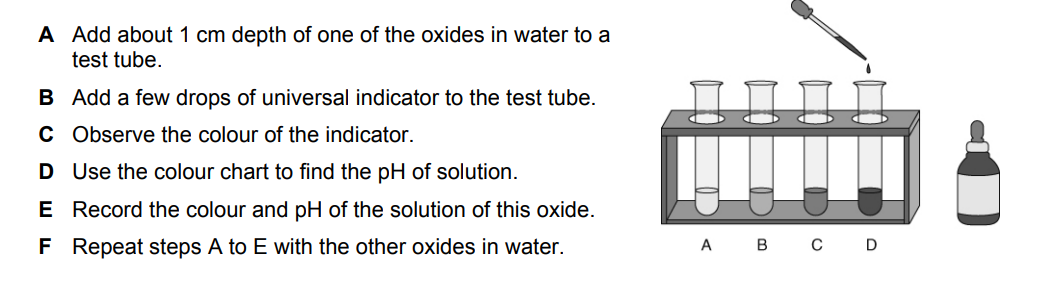 A Add about 1 cm depth of one of the oxides in water to a
test tube.
B Add a few drops of universal indicator to the test tube.
C Observe the colour of the indicator.
D Use the colour chart to find the pH of solution.
E Record the colour and pH of the solution of this oxide.
F Repeat steps A to E with the other oxides in water.
A B C D